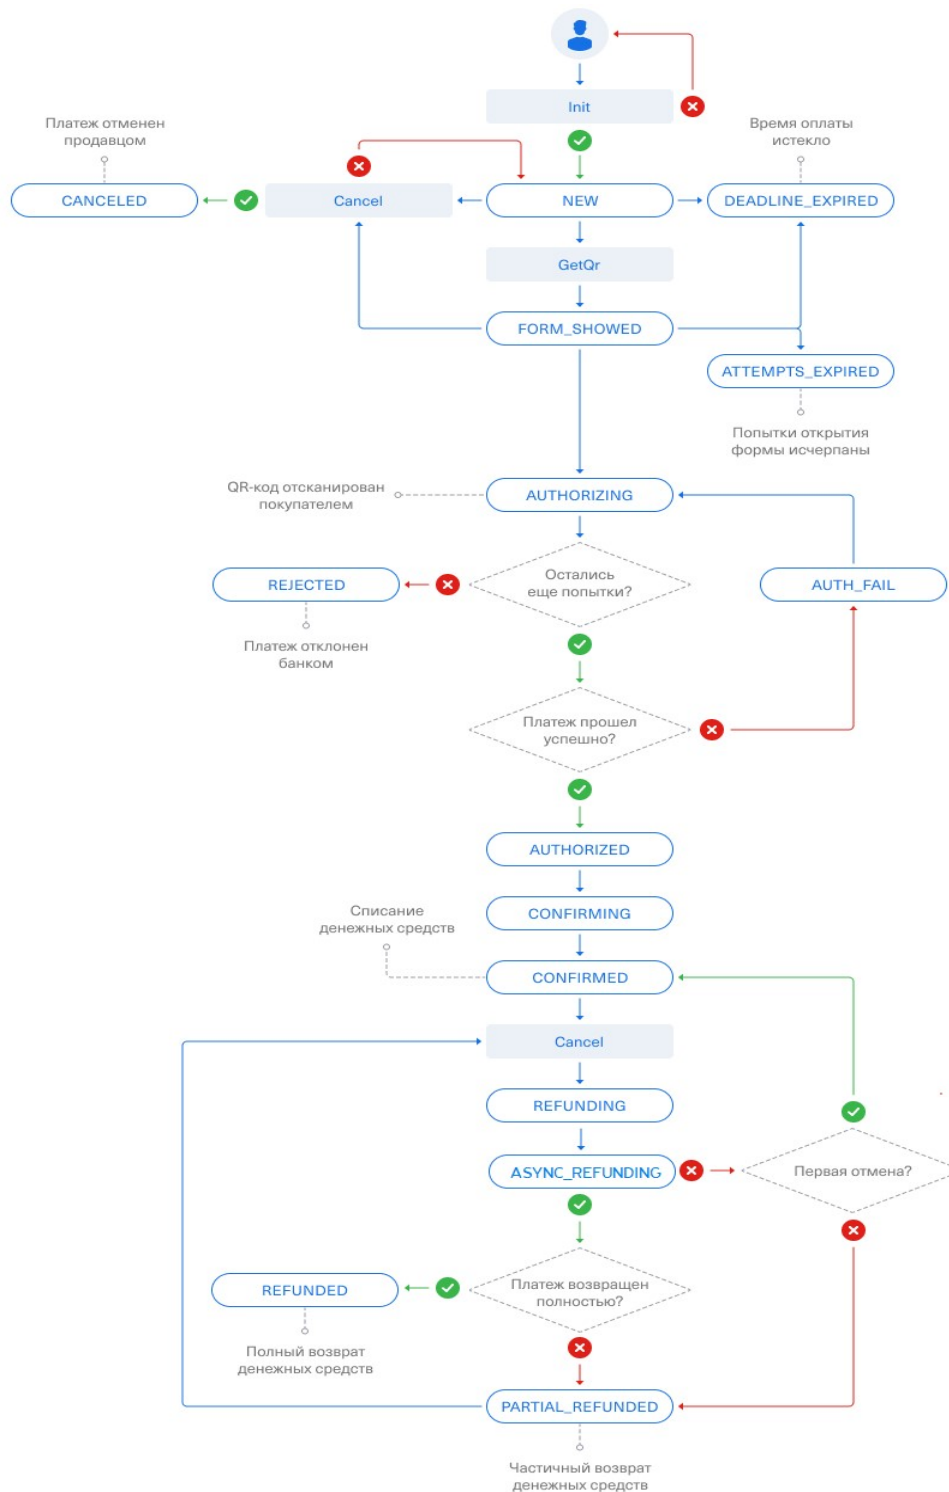 Init
Платеж отменен
продавцом
Время оплаты
истекло
CANCELED
Cancel
NEW
DEADLINE_EXPIRED
GetQr
FORM_SHOWED
ATTEMPTS_EXPIRED
Попытки открытия
формы исчерпаны
QR-код отсканирован
покупателем
AUTHORIZING
REJECTED
Остались
еще попытки?
AUTH_FAIL
Платеж отклонен
банком
Платеж прошел
успешно?
AUTHORIZED
Списание
денежных средств
CONFIRMING
CONFIRMED
Cancel
REFUNDING
ASYNC_REFUNDING
Первая отмена?
REFUNDED
Платеж возвращен
полностью?
Полный возврат
денежных средств
PARTIAL_REFUNDED
Частичный возврат
денежных средств